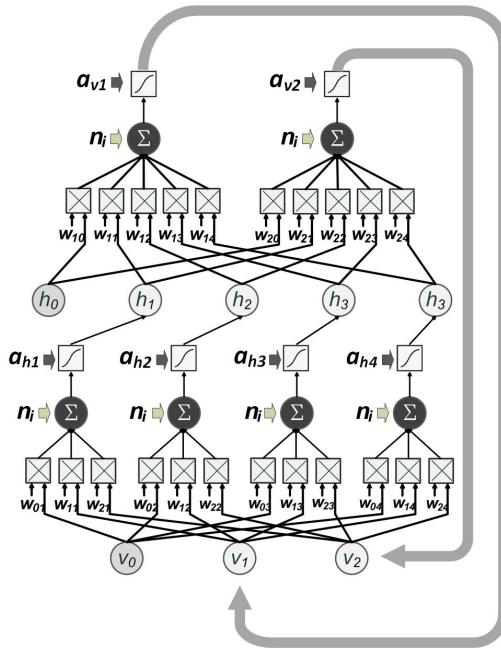 a_v1 a_v2
n_i Σ n_i Σ
w_10 w_11 w_12 w_13 w_14 w_20 w_21 w_22 w_23 w_24
h_0 h_1 h_2 h_3 h_3
a_h1 a_h2 a_h3 a_h4
n_i Σ n_i Σ n_i Σ n_i Σ
w_01 w_11 w_21 w_02 w_12 w_22 w_03 w_13 w_23 w_04 w_14 w_24
v_0 v_1 v_2